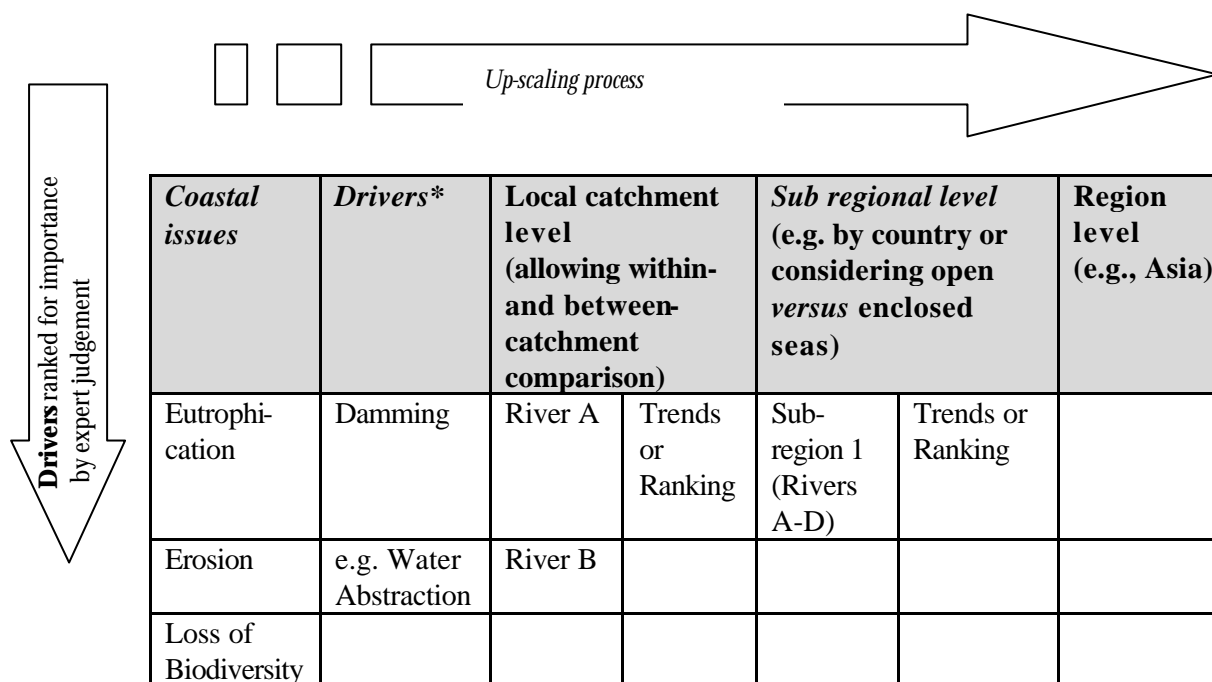 Up-scaling process
Drivers ranked for importance
by expert judgement
Coastal
issues
Drivers*
Local catchment
level
(allowing within-
and between-
catchment
comparison)
Sub regional level
(e.g. by country or
considering open
versus enclosed
seas)
Region
level
(e.g., Asia)
Eutrophi-
cation
Damming
River A
Trends
or
Ranking
Sub-
region 1
(Rivers
A-D)
Trends or
Ranking
Erosion
e.g. Water
Abstraction
River B
Loss of
Biodiversity